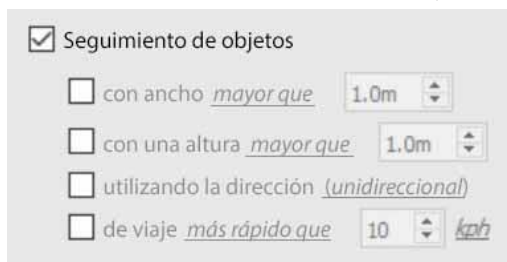 Seguimiento de objetos
con ancho mayor que 1.0m
con una altura mayor que 1.0m
utilizando la dirección (unidireccional)
de viaje más rápido que 10 kph